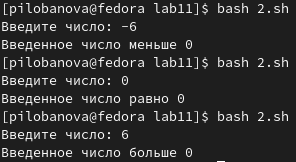 [pilobanova@fedora lab11]$ bash 2.sh
Введите число: -6
Введенное число меньше 0
[pilobanova@fedora lab11]$ bash 2.sh
Введите число: 0
Введенное число равно 0
[pilobanova@fedora lab11]$ bash 2.sh
Введите число: 6
Введенное число больше 0